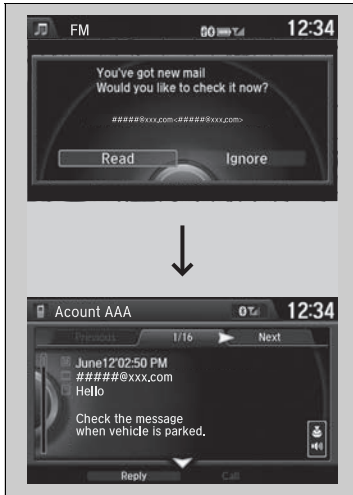 FM 12:34
You've got new mail
Would you like to check it now?
#####@xxx.com<#####@xxx.com>
Read Ignore
Acount AAA 12:34
Previous 1/16 Next
June12'02:50 PM
#####@xxx.com
Hello
Check the message
when vehicle is parked.
Reply Call